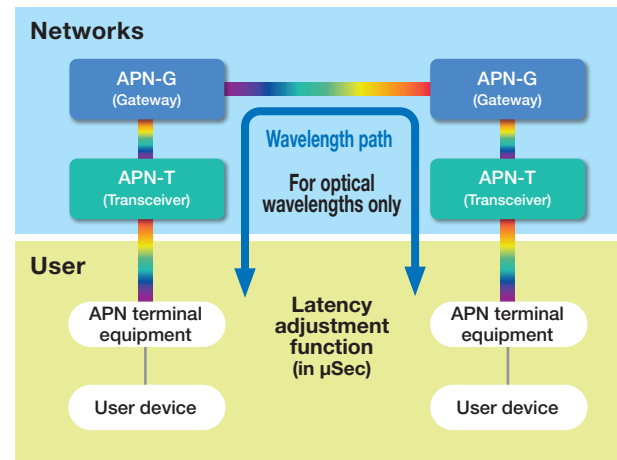 Networks
APN-G
(Gateway)
APN-G
(Gateway)
Wavelength path
For optical
wavelengths only
APN-T
(Transceiver)
APN-T
(Transceiver)
User
APN terminal
equipment
Latency
adjustment
function
(in μSec)
APN terminal
equipment
User device
User device